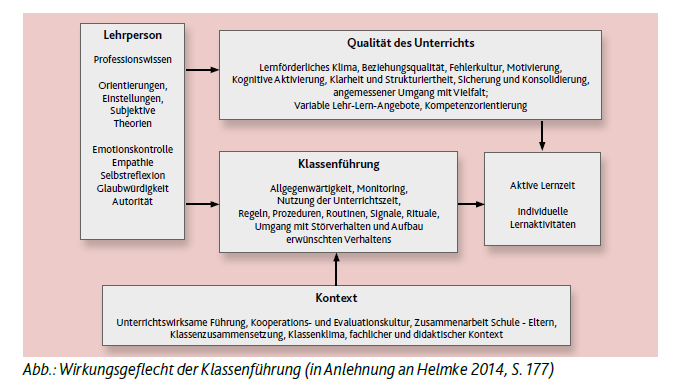 Lehrperson
Professionswissen
Orientierungen,
Einstellungen,
Subjektive
Theorien
Emotionskontrolle
Empathie
Selbstreflexion
Glaubwürdigkeit
Autorität
Qualität des Unterrichts
Lernförderliches Klima, Beziehungsqualität, Fehlerkultur, Motivierung,
Kognitive Aktivierung, Klarheit und Strukturiertheit, Sicherung und Konsolidierung,
angemessener Umgang mit Vielfalt;
Variable Lehr-Lern-Angebote, Kompetenzorientierung
Klassenführung
Allgegenwärtigkeit, Monitoring,
Nutzung der Unterrichtszeit,
Regeln, Prozeduren, Routinen, Signale, Rituale,
Umgang mit Störverhalten und Aufbau
erwünschten Verhaltens
Aktive Lernzeit
Individuelle
Lernaktivitäten
Kontext
Unterrichtswirksame Führung, Kooperations- und Evaluationskultur, Zusammenarbeit Schule - Eltern,
Klassenzusammensetzung, Klassenklima, fachlicher und didaktischer Kontext
Abb.: Wirkungsgeflecht der Klassenführung (in Anlehnung an Helmke 2014, S. 177)